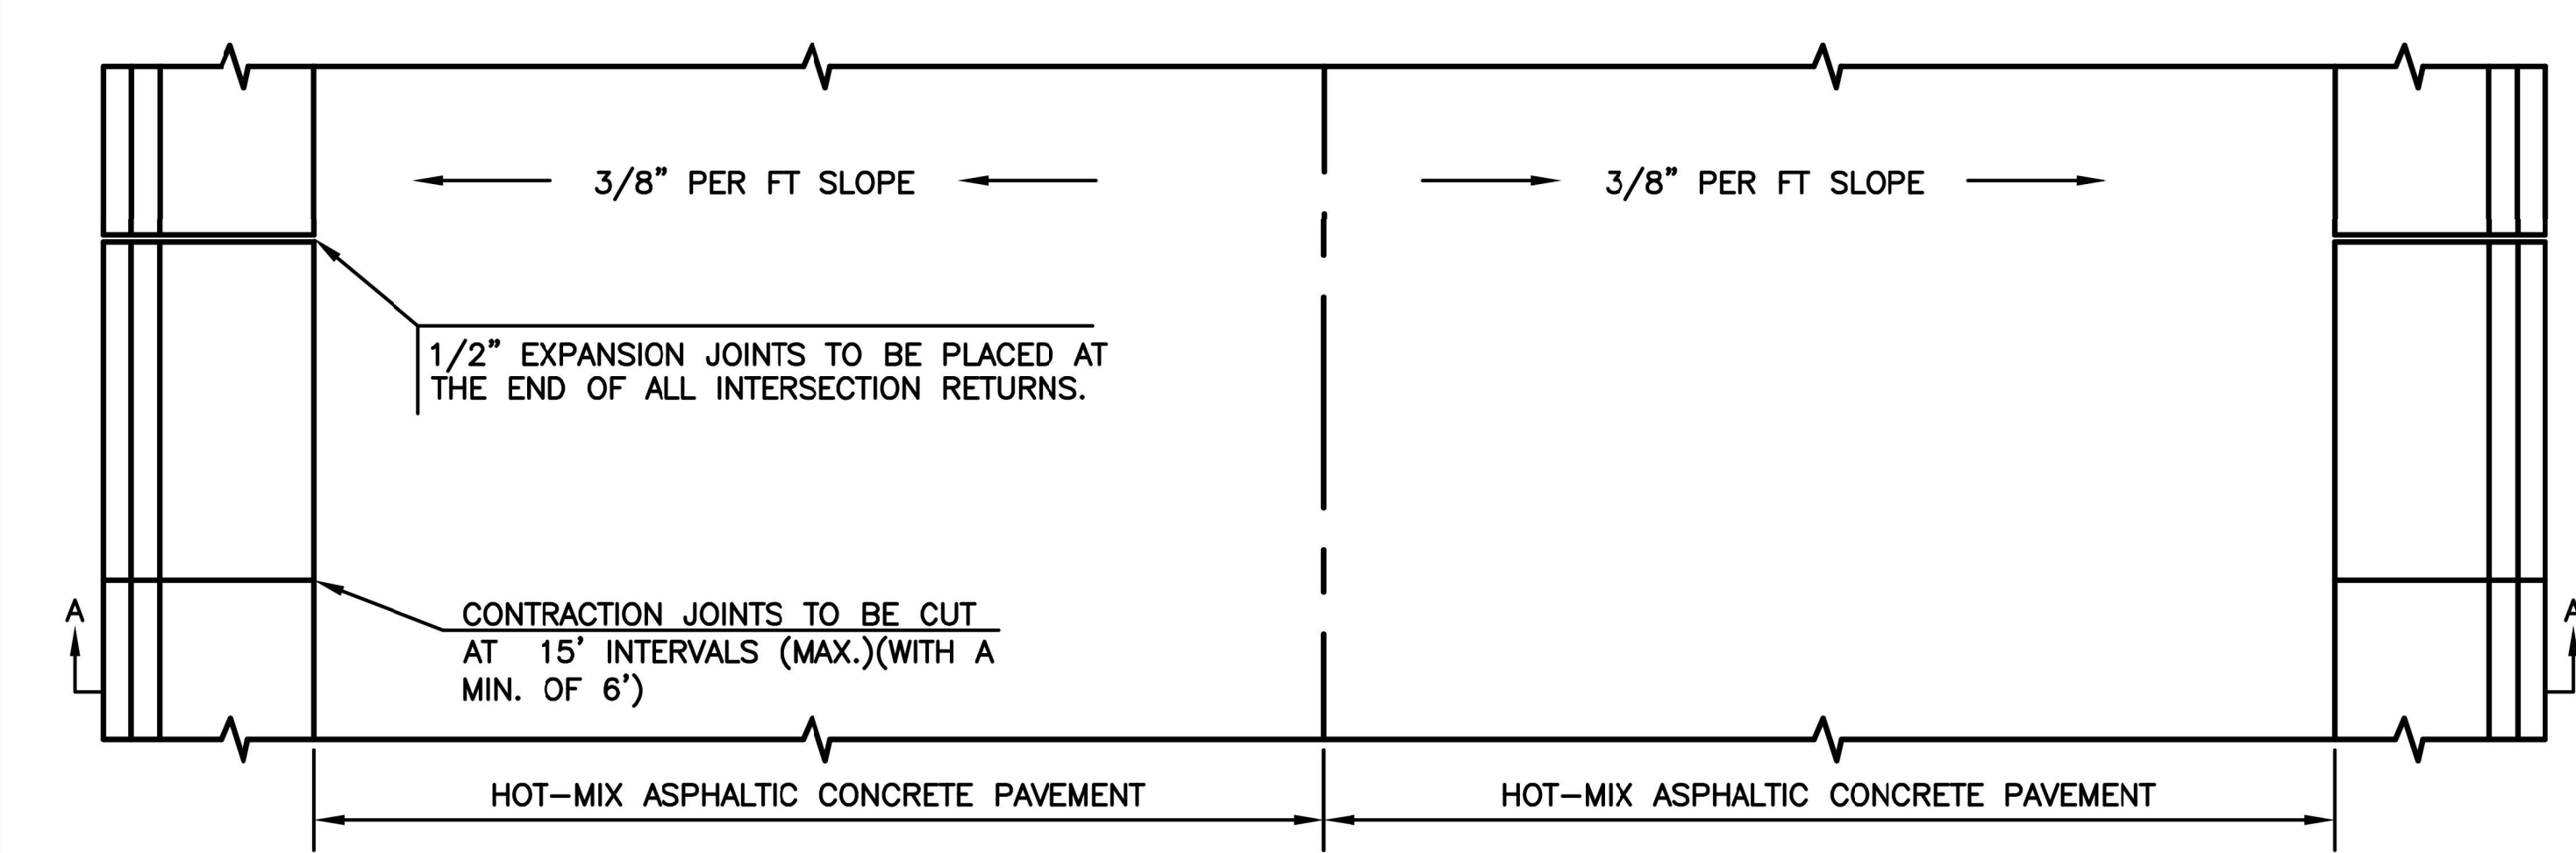 3/8” PER FT SLOPE
3/8” PER FT SLOPE
1/2” EXPANSION JOINTS TO BE PLACED AT
THE END OF ALL INTERSECTION RETURNS.
A
A
CONTRACTION JOINTS TO BE CUT
AT 15’ INTERVALS (MAX.)(WITH A
MIN. OF 6’)
HOT-MIX ASPHALTIC CONCRETE PAVEMENT
HOT-MIX ASPHALTIC CONCRETE PAVEMENT